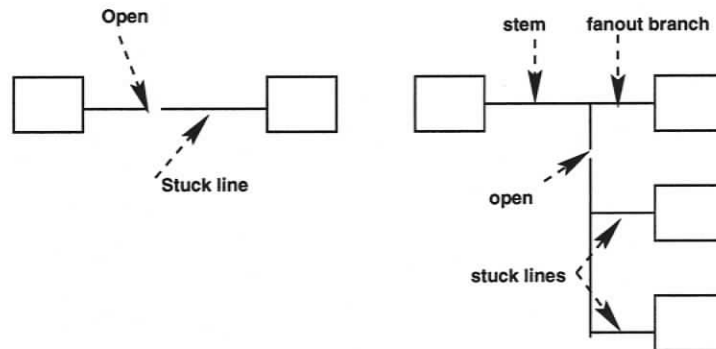 Open
Stuck line
stem
fanout branch
open
stuck lines